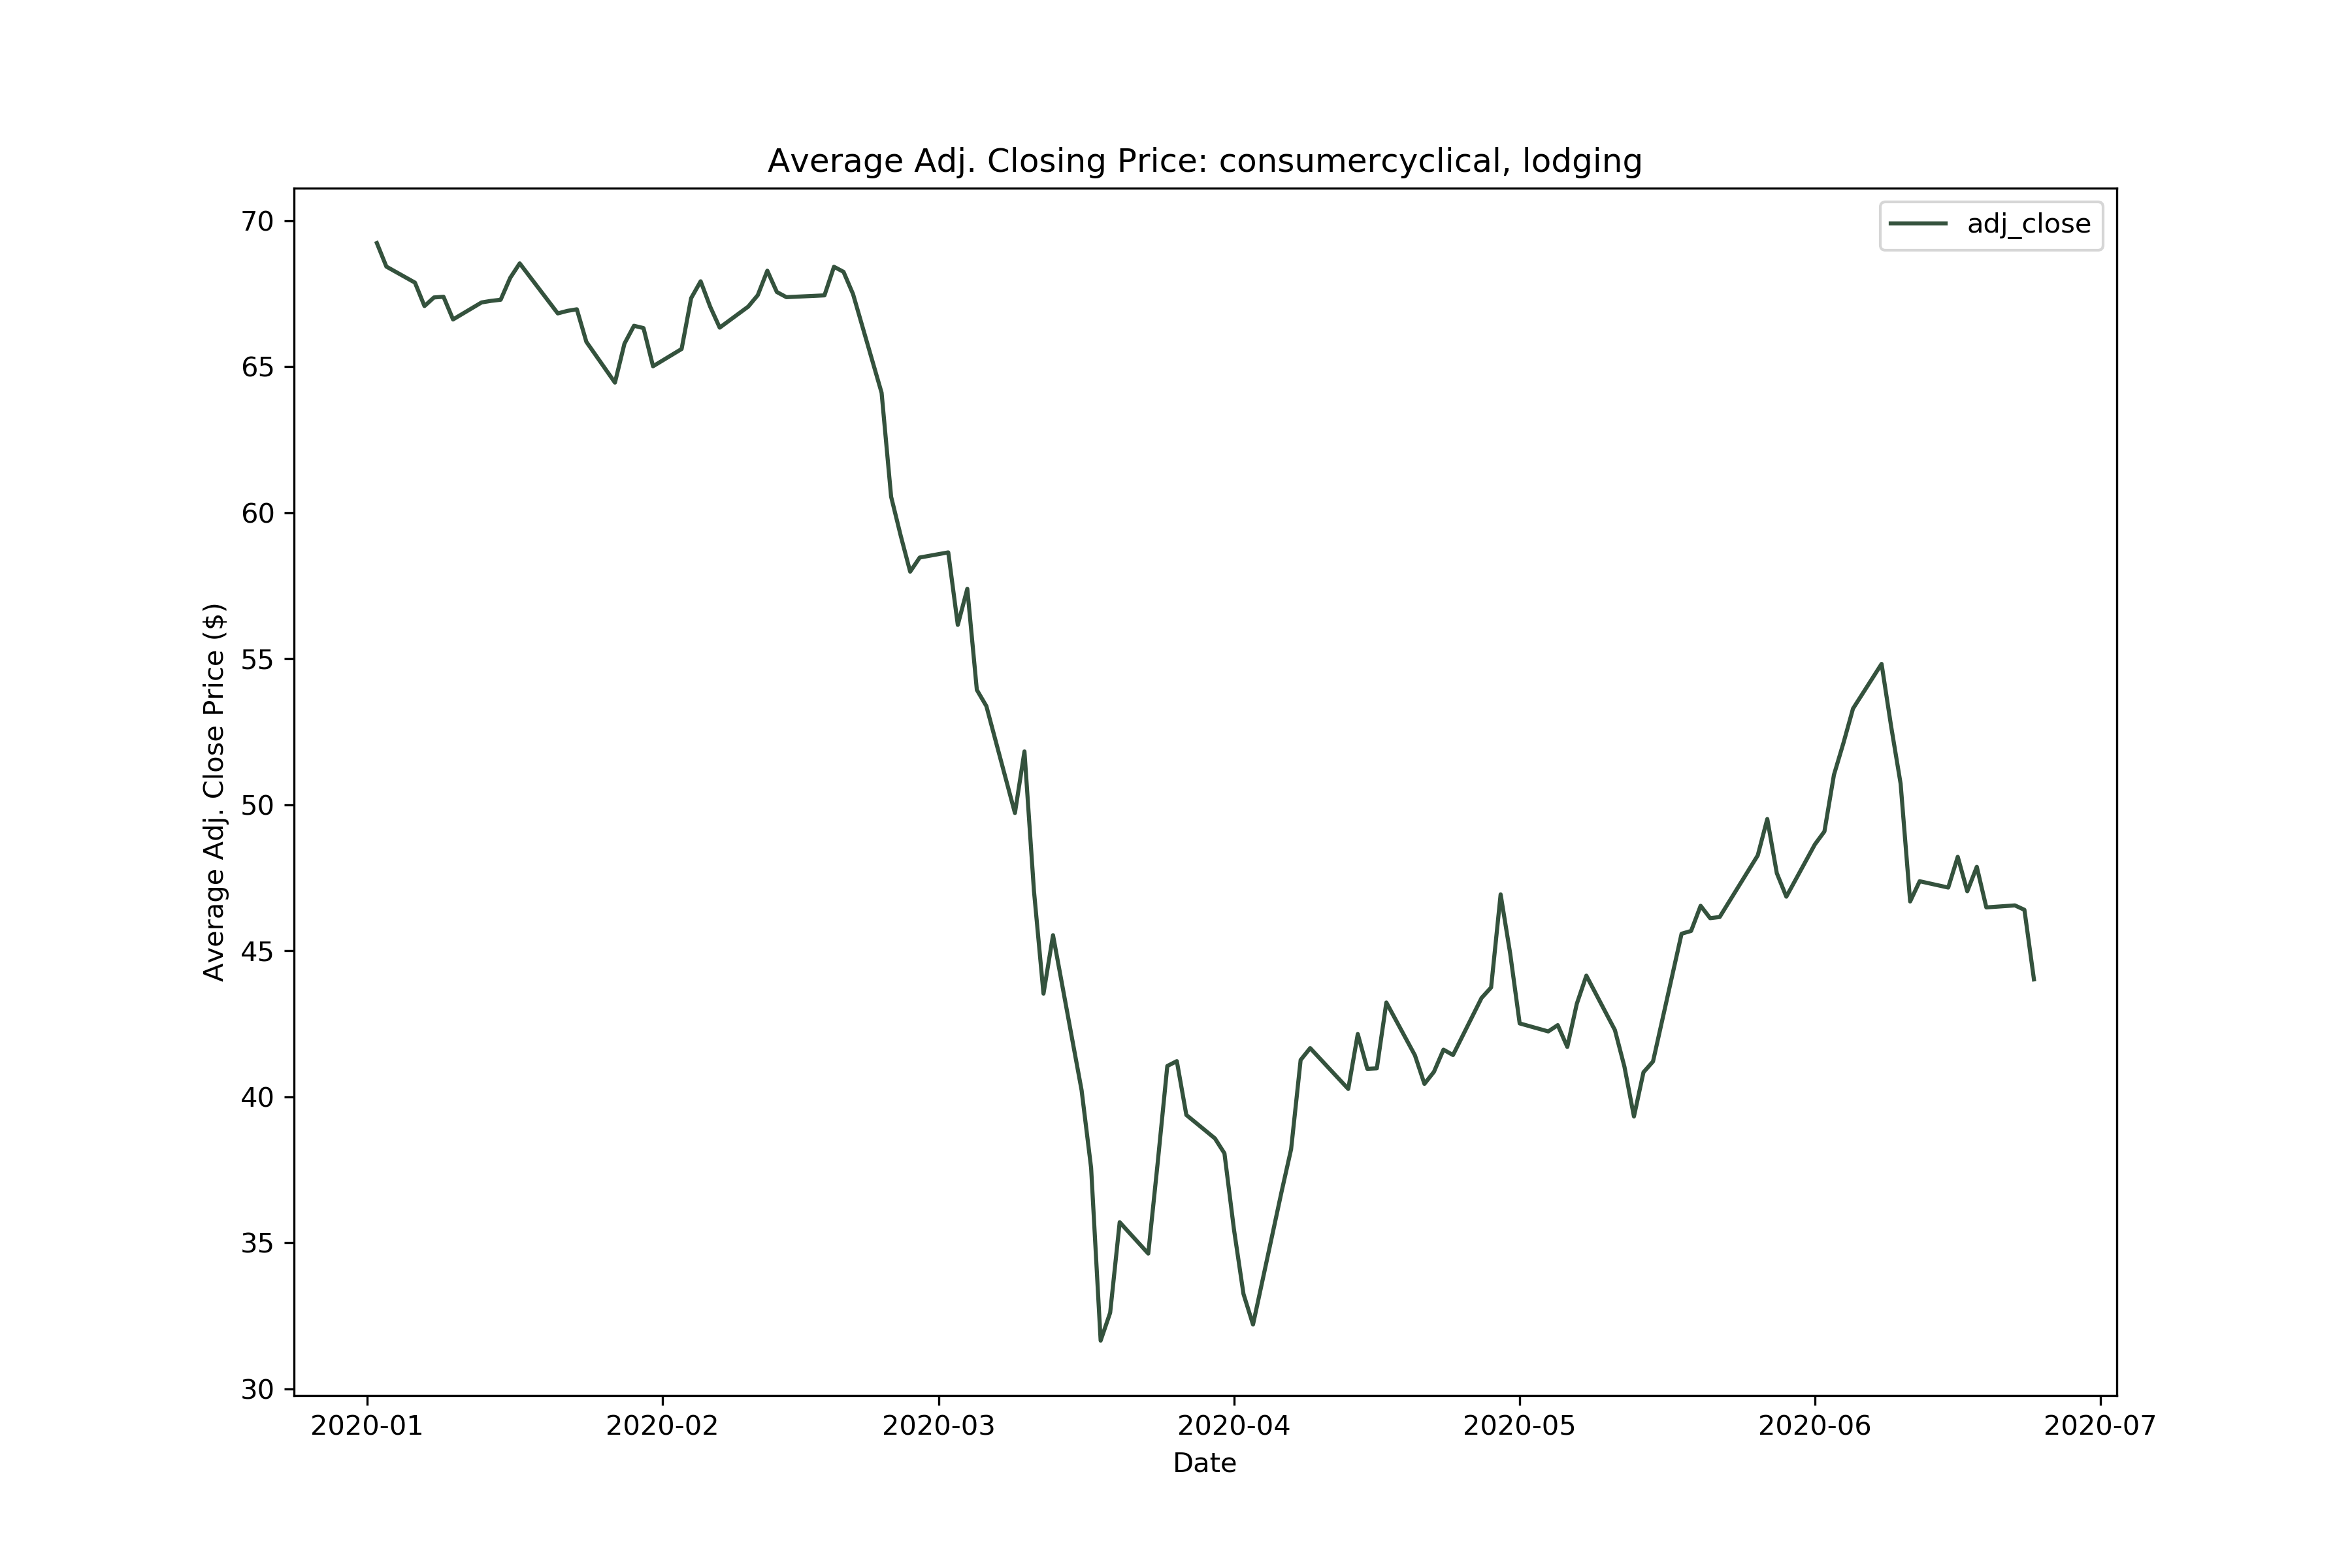 Average Adj. Closing Price: consumercyclical, lodging
adj_close
Average Adj. Close Price ($)
70
65
60
55
50
45
40
35
30
2020-01 2020-02 2020-03 2020-04 2020-05 2020-06 2020-07
Date